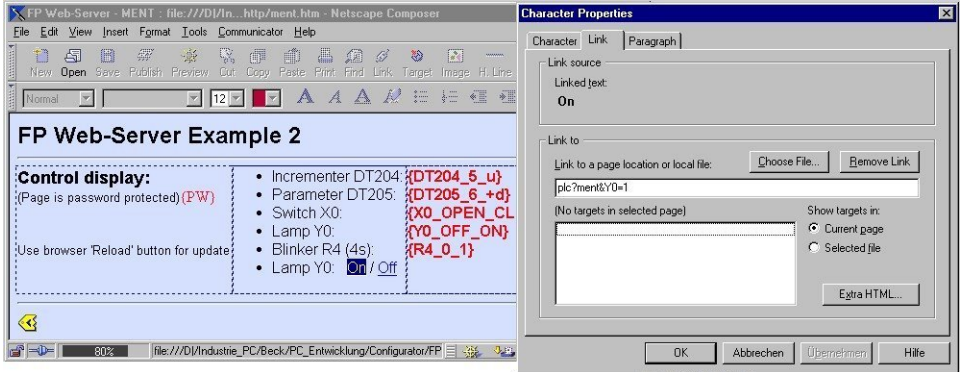 FP Web-Server - MENT : file:///D|/In...http/ment.htm - Netscape Composer
File Edit View Insert Format Tools Communicator Help
New Open Save Publish Preview Cut Copy Paste Print Find Link Target Image H. Line
Normal 12 A A A
FP Web-Server Example 2
Control display:
(Page is password protected) (PW)
Use browser 'Reload' button for update
• Incrementer DT204: {DT204_5_u}
• Parameter DT205: {DT205_6_+d}
• Switch X0: {X0_OPEN_CL
• Lamp Y0: {Y0_OFF_ON}
• Blinker R4 (4s): {R4_0_1}
• Lamp Y0: On / Off
80% file:///D|/Industrie_PC/Beck/PC_Entwicklung/Configurator/FP
Character Properties
Character Link Paragraph
Link source
Linked text:
On
Link to
Link to a page location or local file: Choose File... Remove Link
plc?ment&Y0=1
(No targets in selected page) Show targets in:
Current page
Selected file
Extra HTML...
OK Abbrechen Übernehmen Hilfe